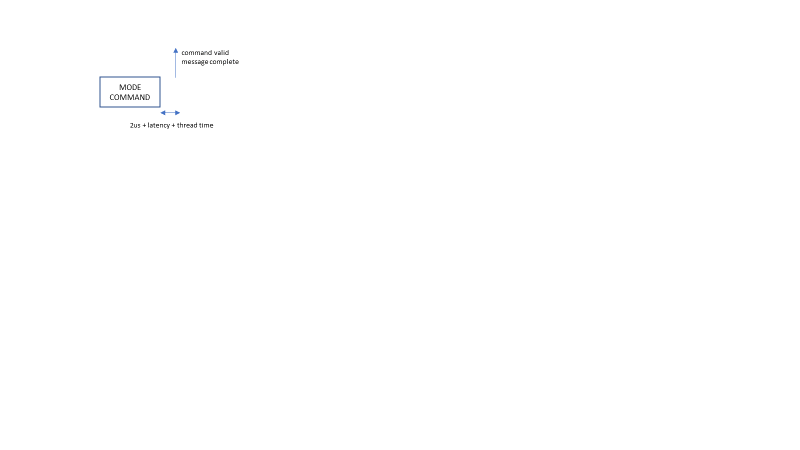 command valid
message complete
MODE
COMMAND
2us + latency + thread time